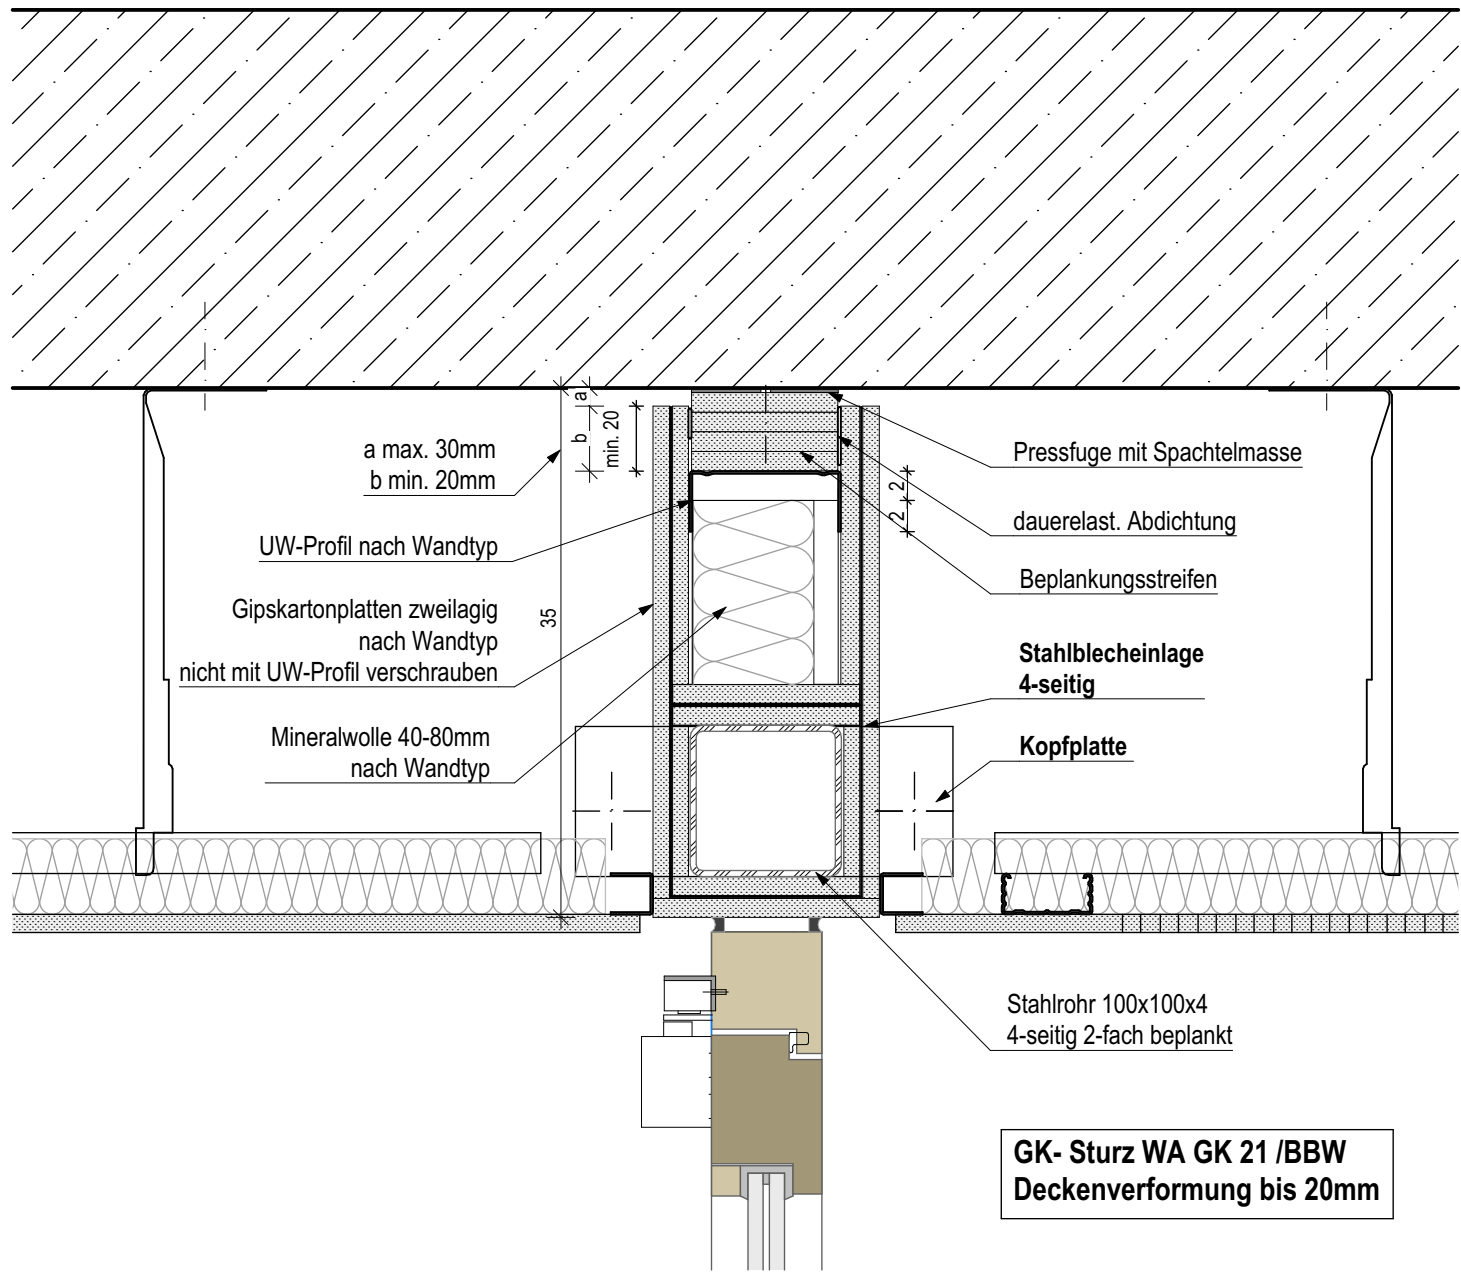 a
b
min. 20
a max. 30mm
b min. 20mm
UW-Profil nach Wandtyp
Gipskartonplatten zweilagig
nach Wandtyp
nicht mit UW-Profil verschrauben
35
Mineralwolle 40-80mm
nach Wandtyp
2
2
Pressfuge mit Spachtelmasse
dauerelast. Abdichtung
Beplankungsstreifen
Stahlblecheinlage
4-seitig
Kopfplatte
Stahlrohr 100x100x4
4-seitig 2-fach beplankt
GK- Sturz WA GK 21 /BBW
Deckenverformung bis 20mm